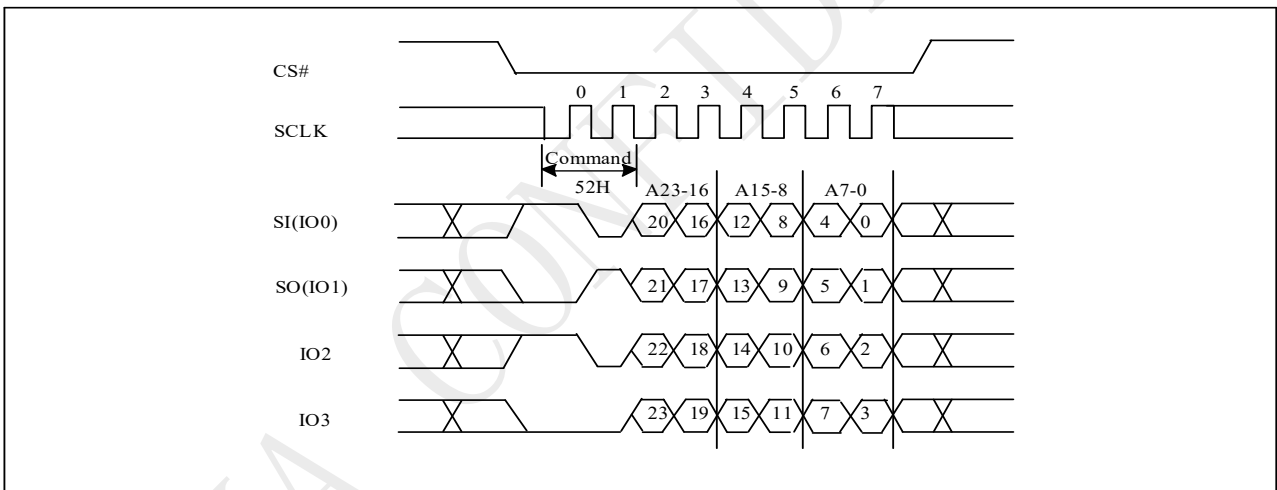 CS#
0 1 2 3 4 5 6 7
SCLK
Command
52H A23-16 A15-8 A7-0
SI(IO0) 20 16 12 8 4 0
SO(IO1) 21 17 13 9 5 1
IO2 22 18 14 10 6 2
IO3 23 19 15 11 7 3